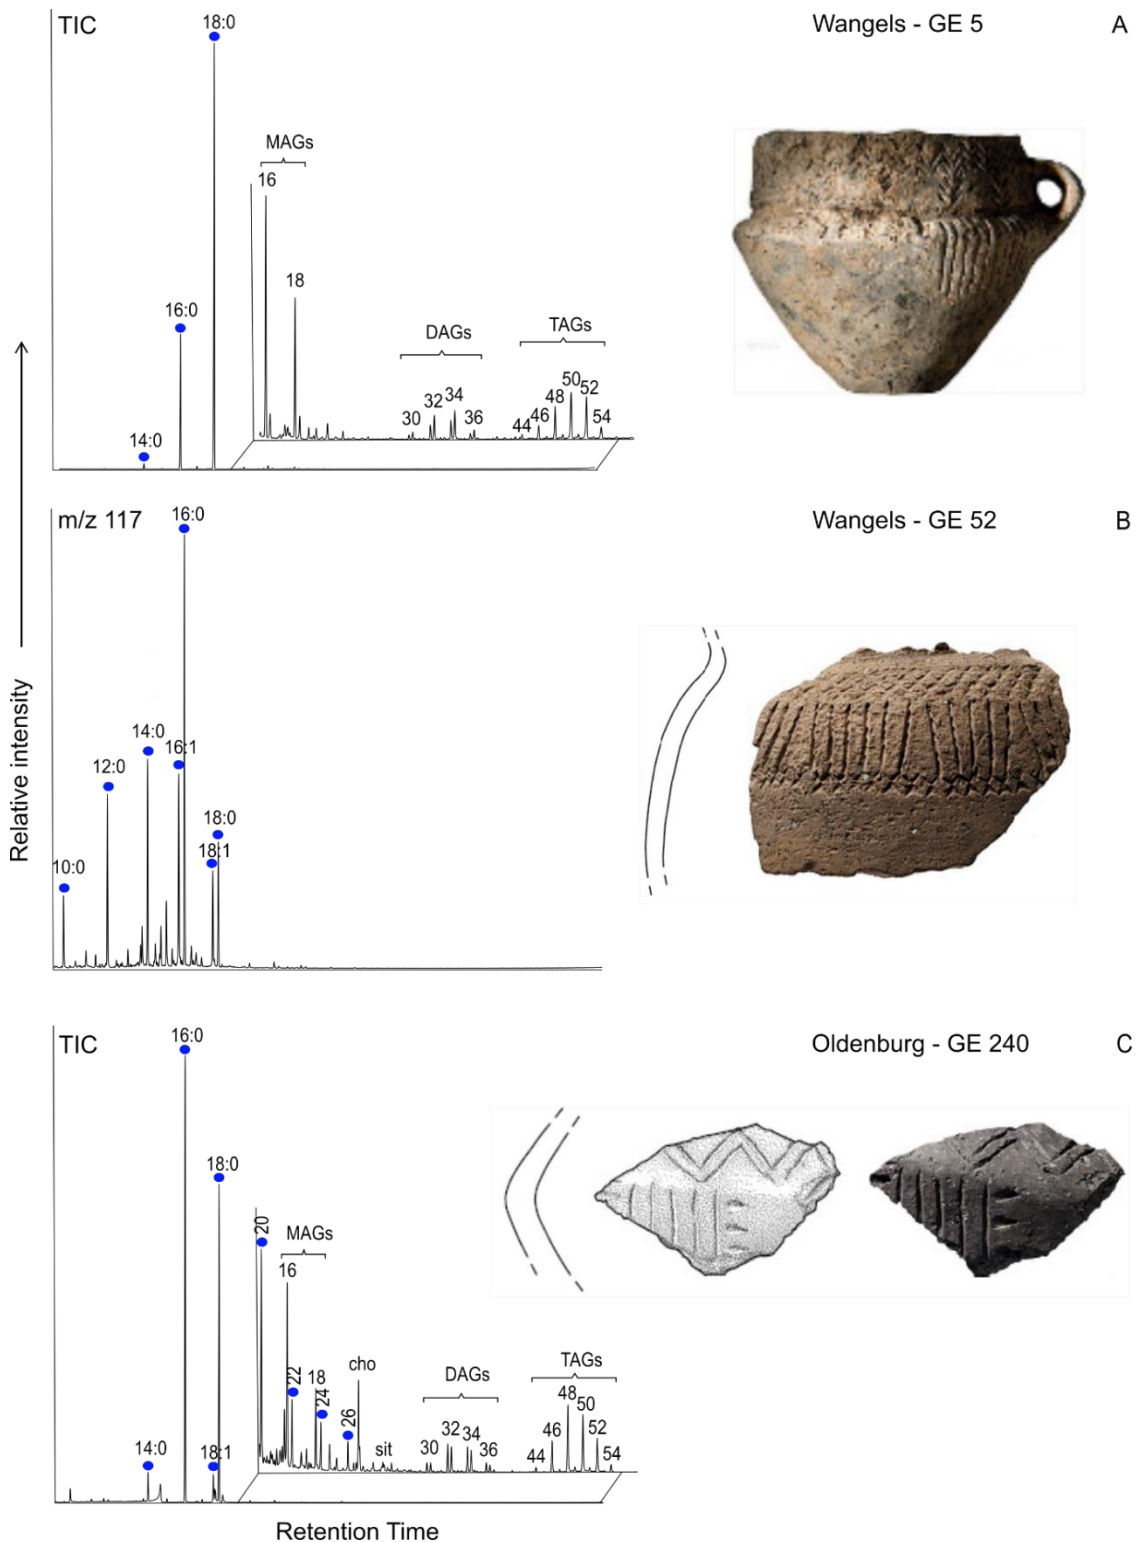 TIC
18:0
Wangels - GE 5
A
MAGs
16
18
16:0
14:0
DAGs
30
32
34
36
TAGs
44
46
48
50
52
54
m/z 117
16:0
Wangels - GE 52
B
10:0
12:0
14:0
16:1
18:1
18:0
Relative intensity
TIC
16:0
Oldenburg - GE 240
C
18:0
14:0
18:1
20
MAGs
16
22
18
24
26
cho
sit
DAGs
30
32
34
36
TAGs
44
46
48
50
52
54
Retention Time